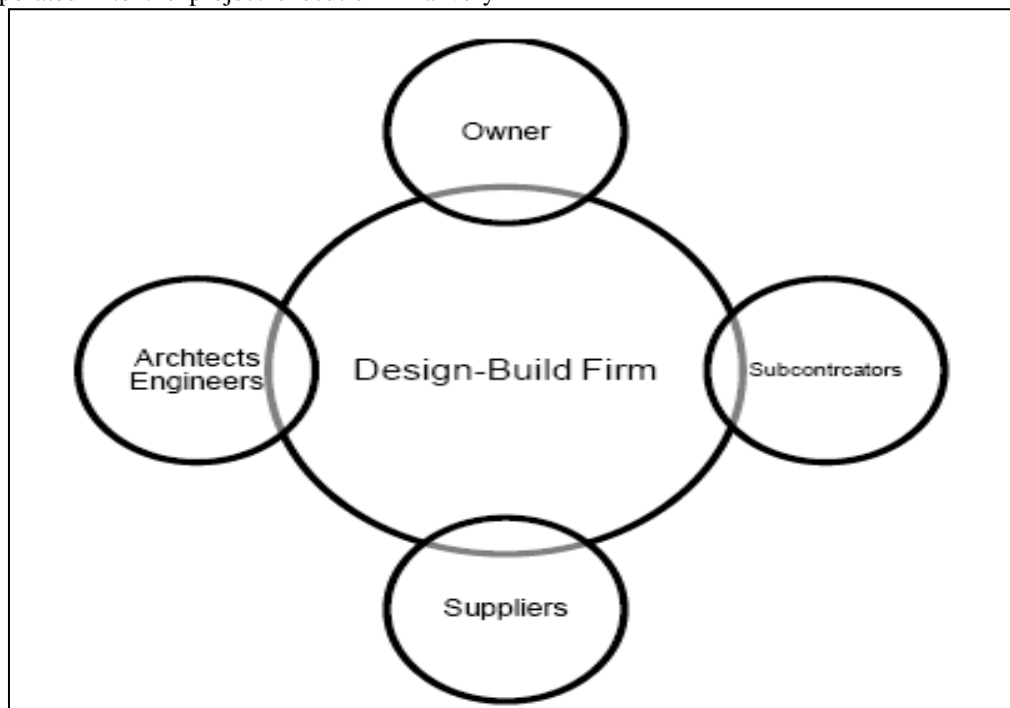 Owner
Archtects
Engineers
Design-Build Firm
Subcontrcators
Suppliers